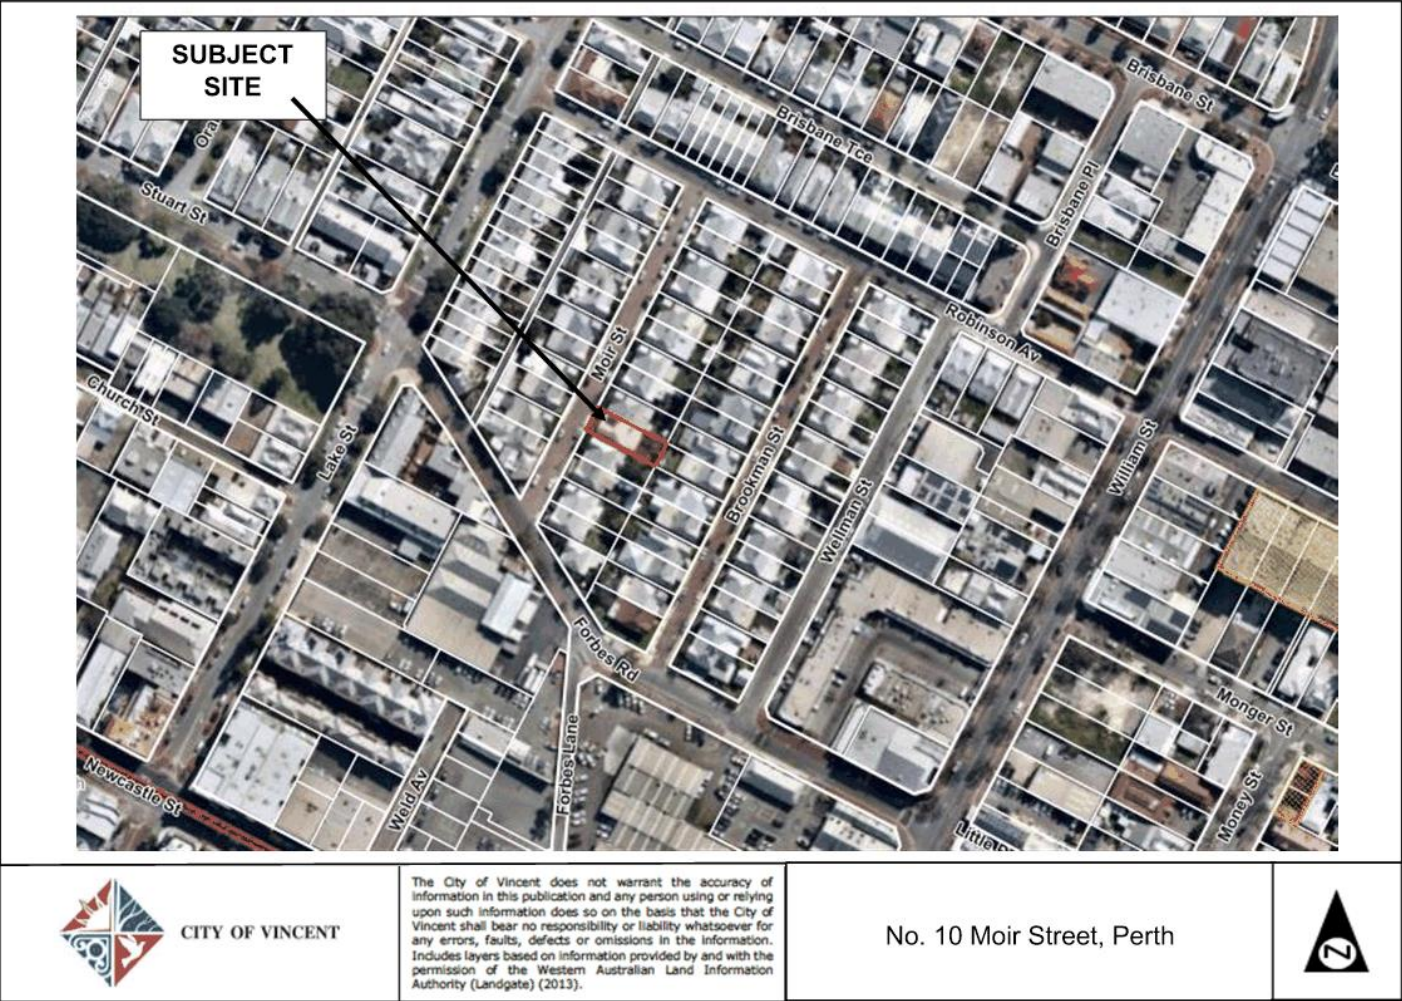 SUBJECT
SITE
Ora
Stuart St
Church St
Lake St
Newcastle St
Weld Av
Forbes Lane
Forbes Rd
Moir St
Brookman St
Wellman St
Brisbane Tce
Brisbane St
Brisbane Pl
Robinson Av
William St
Monger St
Money St
Little P
CITY OF VINCENT
The City of Vincent does not warrant the accuracy of
information in this publication and any person using or relying
upon such information does so on the basis that the City of
Vincent shall bear no responsibility or liability whatsoever for
any errors, faults, defects or omissions in the information.
Includes layers based on information provided by and with the
permission of the Western Australian Land Information
Authority (Landgate) (2013).
No. 10 Moir Street, Perth
N